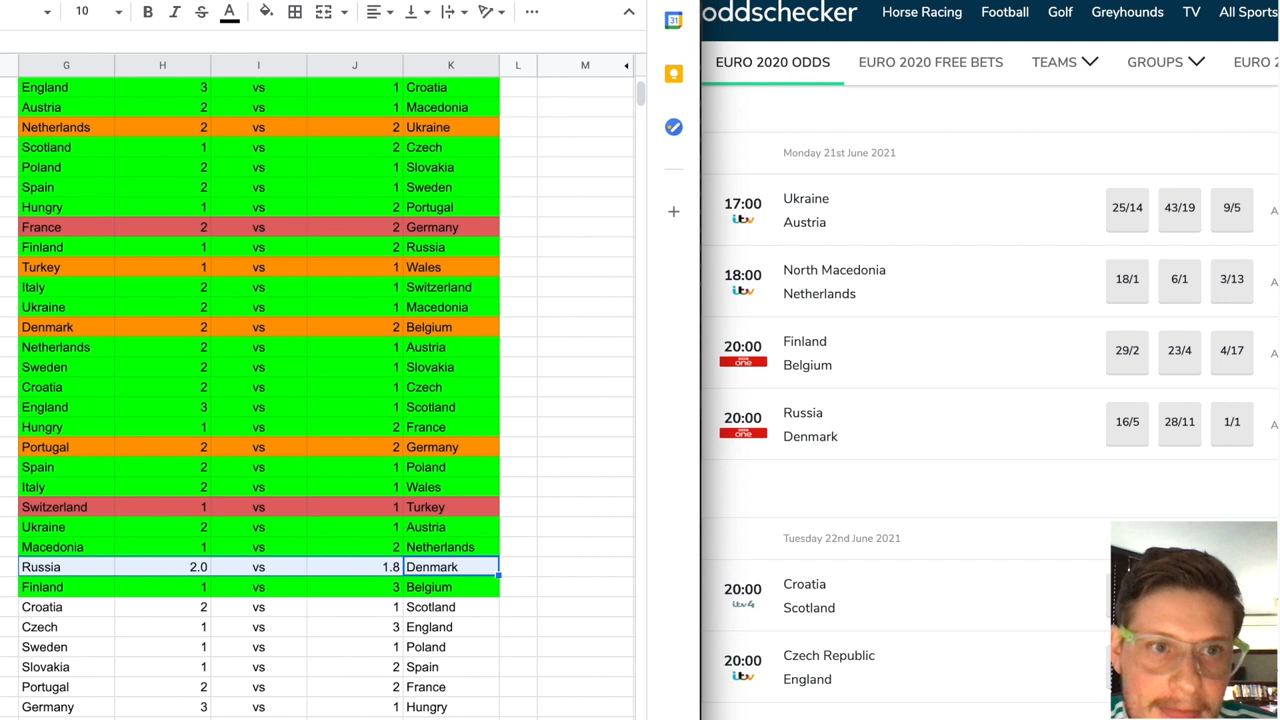 10 B I S A
G H I J K L M
England 3 vs 1 Croatia
Austria 2 vs 1 Macedonia
Netherlands 2 vs 2 Ukraine
Scotland 1 vs 2 Czech
Poland 2 vs 1 Slovakia
Spain 2 vs 1 Sweden
Hungry 1 vs 2 Portugal
France 2 vs 2 Germany
Finland 1 vs 2 Russia
Turkey 1 vs 1 Wales
Italy 2 vs 1 Switzerland
Ukraine 2 vs 1 Macedonia
Denmark 2 vs 2 Belgium
Netherlands 2 vs 1 Austria
Sweden 2 vs 1 Slovakia
Croatia 2 vs 1 Czech
England 3 vs 1 Scotland
Hungry 1 vs 2 France
Portugal 2 vs 2 Germany
Spain 2 vs 1 Poland
Italy 2 vs 1 Wales
Switzerland 1 vs 1 Turkey
Ukraine 2 vs 1 Austria
Macedonia 1 vs 2 Netherlands
Russia 2.0 vs 1.8 Denmark
Finland 1 vs 3 Belgium
Croatia 2 vs 1 Scotland
Czech 1 vs 3 England
Sweden 1 vs 1 Poland
Slovakia 1 vs 2 Spain
Portugal 2 vs 2 France
Germany 3 vs 1 Hungry
31
oddschecker Horse Racing Football Golf Greyhounds TV All Sports
EURO 2020 ODDS EURO 2020 FREE BETS TEAMS GROUPS EURO 2
Monday 21st June 2021
17:00 itv Ukraine Austria 25/14 43/19 9/5 A
18:00 itv North Macedonia Netherlands 18/1 6/1 3/13 A
20:00 BBC one Finland Belgium 29/2 23/4 4/17 A
20:00 BBC one Russia Denmark 16/5 28/11 1/1 A
Tuesday 22nd June 2021
20:00 itv4 Croatia Scotland
20:00 itv Czech Republic England